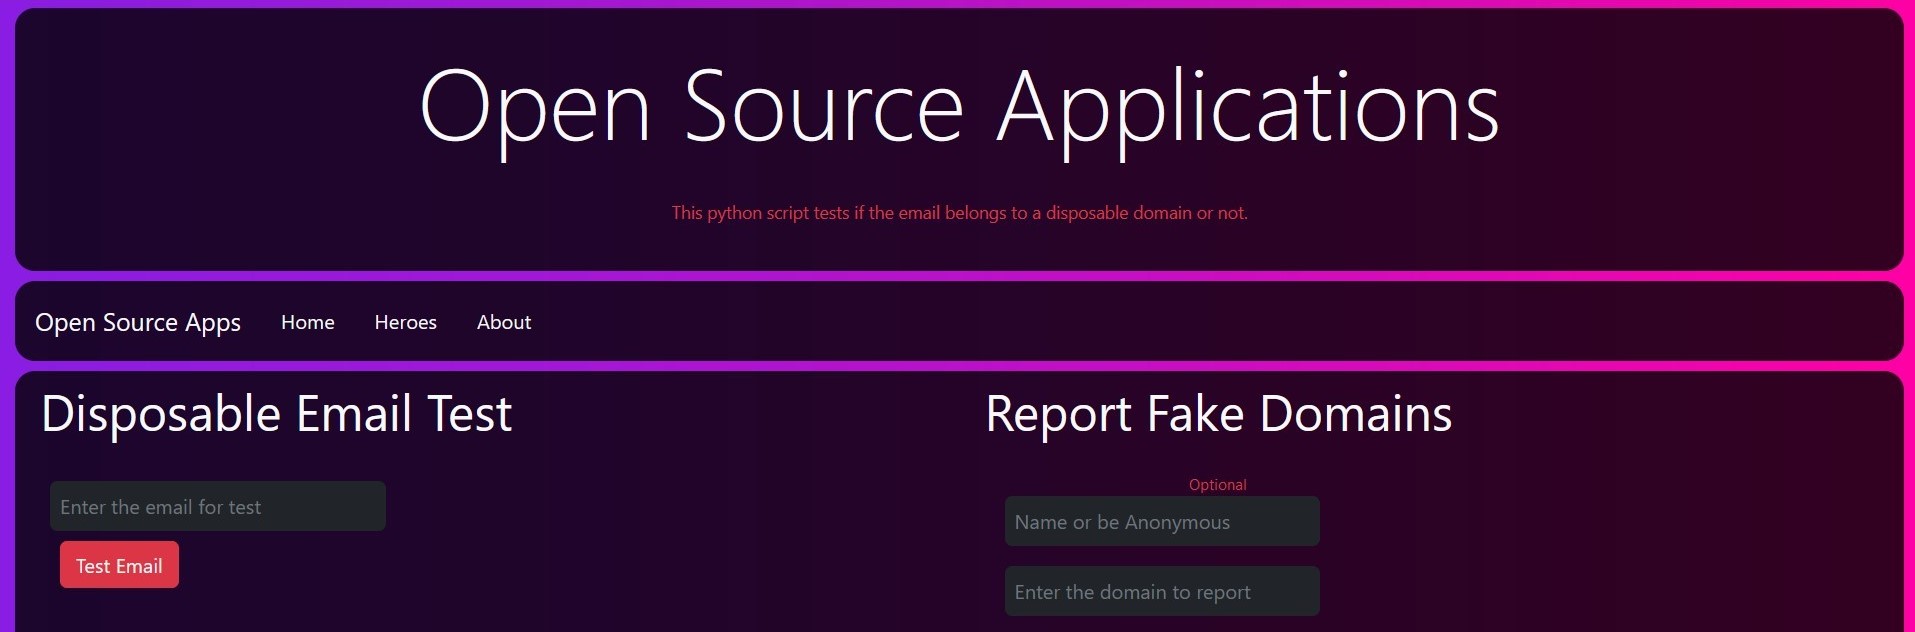 Open Source Applications
This python script tests if the email belongs to a disposable domain or not.
Open Source Apps Home Heroes About
Disposable Email Test
Enter the email for test
Test Email
Report Fake Domains
Optional
Name or be Anonymous
Enter the domain to report